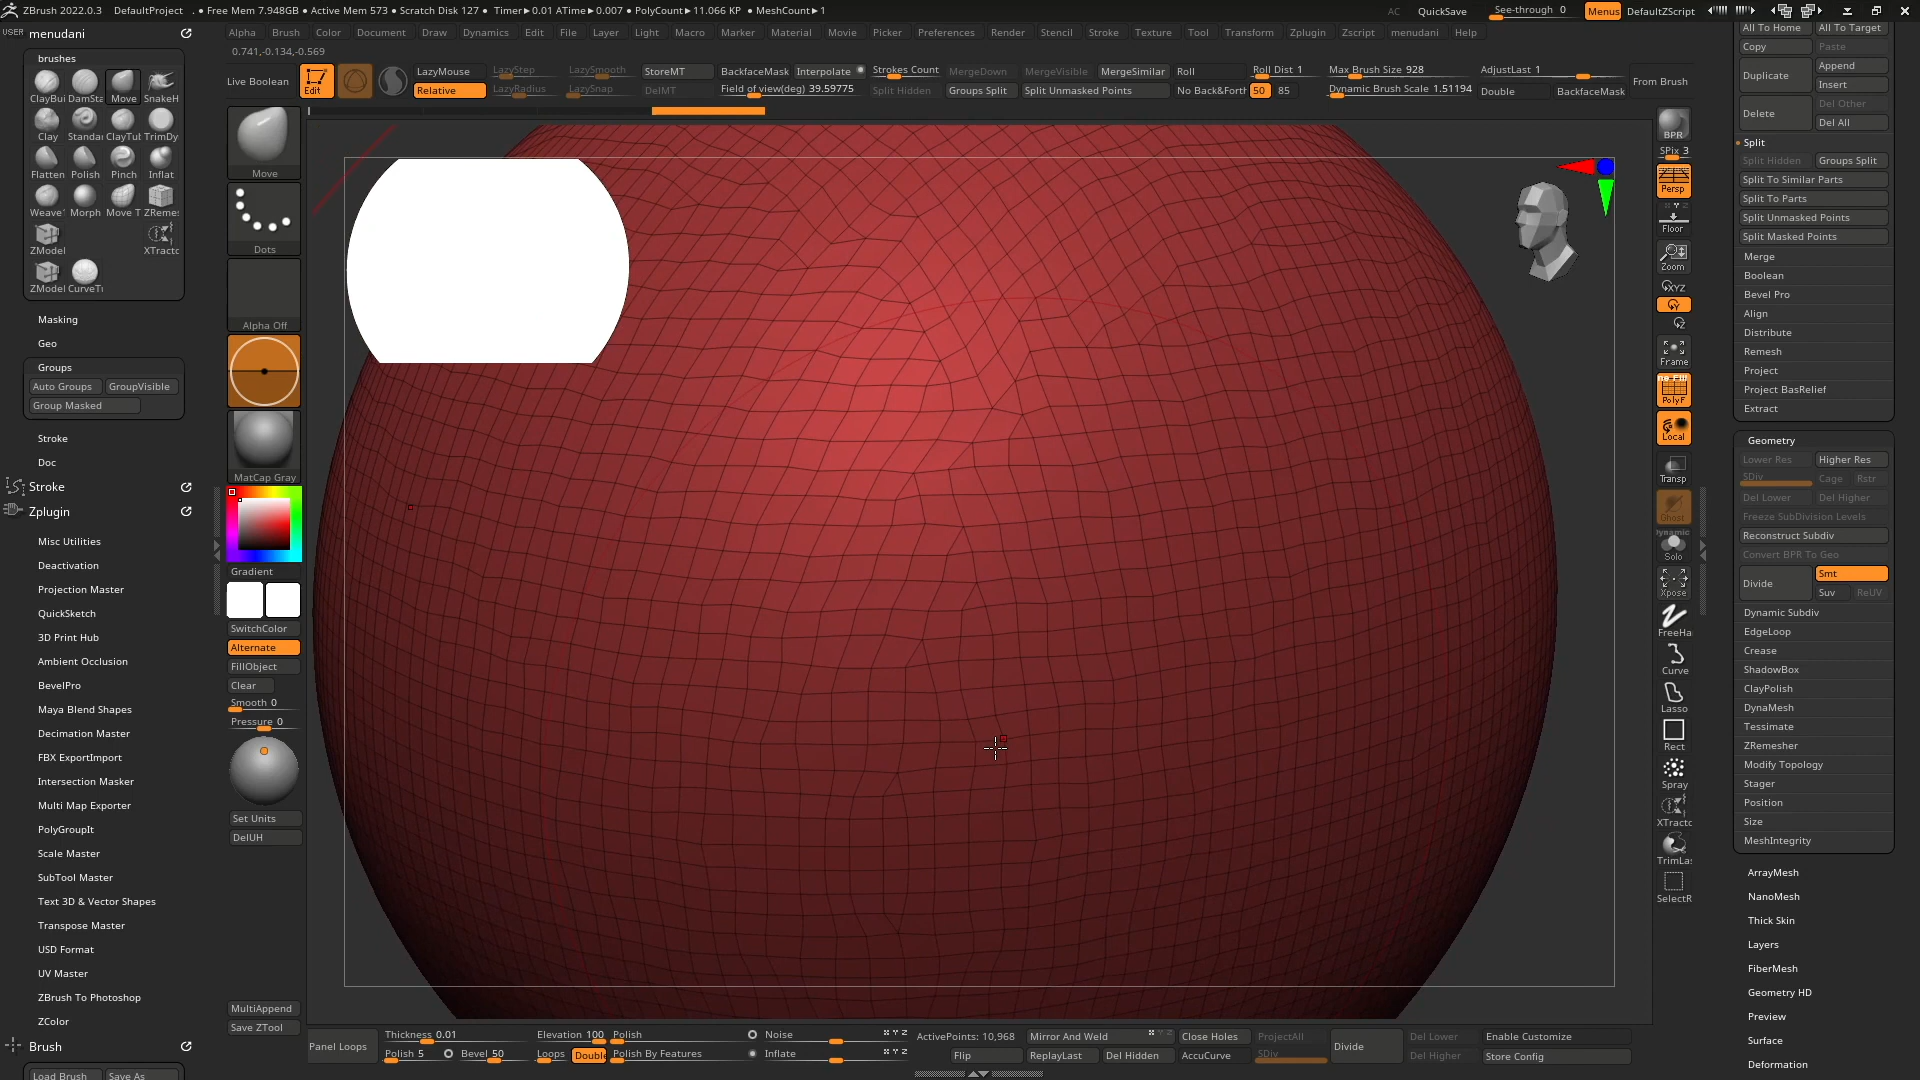 ZBrush 2022.0.3 DefaultProject . • Free Mem 7.948GB • Active Mem 573 • Scratch Disk 127 • Timer▸0.01 ATime▸0.007 • PolyCount▸11.066 KP • MeshCount▸1 AC QuickSave See-through 0 Menus DefaultZScript
USER menudani Alpha Brush Color Document Draw Dynamics Edit File Layer Light Macro Marker Material Movie Picker Preferences Render Stencil Stroke Texture Tool Transform Zplugin Zscript menudani Help
0.741,-0.134,-0.569
Live Boolean Edit LazyMouse LazyStep LazySmooth StoreMT BackfaceMask Interpolate Strokes Count MergeDown MergeVisible MergeSimilar Roll Roll Dist 1 Max Brush Size 928 AdjustLast 1 From Brush
Relative LazyRadius LazySnap DelMT Field of view(deg) 39.59775 Split Hidden Groups Split Split Unmasked Points No Back&Forth 50 85 Dynamic Brush Scale 1.51194 Double BackfaceMask
brushes
ClayBui DamSta Move SnakeH
Clay Standa ClayTul TrimDy
Flatten Polish Pinch Inflat
Weave Morph Move T ZRemes
ZModel XTractc
ZModel CurveTu
Masking
Geo
Groups
Auto Groups GroupVisible
Group Masked
Stroke
Doc
Stroke
Zplugin
Misc Utilities
Deactivation
Projection Master
QuickSketch
3D Print Hub
Ambient Occlusion
BevelPro
Maya Blend Shapes
Decimation Master
FBX ExportImport
Intersection Masker
Multi Map Exporter
PolyGroupIt
Scale Master
SubTool Master
Text 3D & Vector Shapes
Transpose Master
USD Format
UV Master
ZBrush To Photoshop
ZColor
Brush
Load Brush Save As
Move
Dots
Alpha Off
MatCap Gray
Gradient
SwitchColor
Alternate
FillObject
Clear
Smooth 0
Pressure 0
Set Units
DelUH
MultiAppend
Save ZTool
BPR
SPix 3
Persp
Floor
Zoom
XYZ
Y
Z
Frame
PolyF
Local
Transp
Ghost
Dynamic
Solo
Xpose
FreeHa
Curve
Lasso
Rect
Spray
XTractc
TrimLas
SelectR
All To Home All To Target
Copy Paste
Duplicate Append
Insert
Delete Del Other
Del All
Split
Split Hidden Groups Split
Split To Similar Parts
Split To Parts
Split Unmasked Points
Split Masked Points
Merge
Boolean
Bevel Pro
Align
Distribute
Remesh
Project
Project BasRelief
Extract
Geometry
Lower Res Higher Res
SDiv Cage Rstr
Del Lower Del Higher
Freeze SubDivision Levels
Reconstruct Subdiv
Convert BPR To Geo
Divide Smt
Suv ReUV
Dynamic Subdiv
EdgeLoop
Crease
ShadowBox
ClayPolish
DynaMesh
Tessimate
ZRemesher
Modify Topology
Stager
Position
Size
MeshIntegrity
ArrayMesh
NanoMesh
Thick Skin
Layers
FiberMesh
Geometry HD
Preview
Surface
Deformation
Panel Loops Thickness 0.01 Elevation 100 Polish Noise ActivePoints: 10,968 Mirror And Weld Close Holes ProjectAll Divide Del Lower Enable Customize
Polish 5 Bevel 50 Loops Double Polish By Features Inflate Flip ReplayLast Del Hidden AccuCurve SDiv Del Higher Store Config